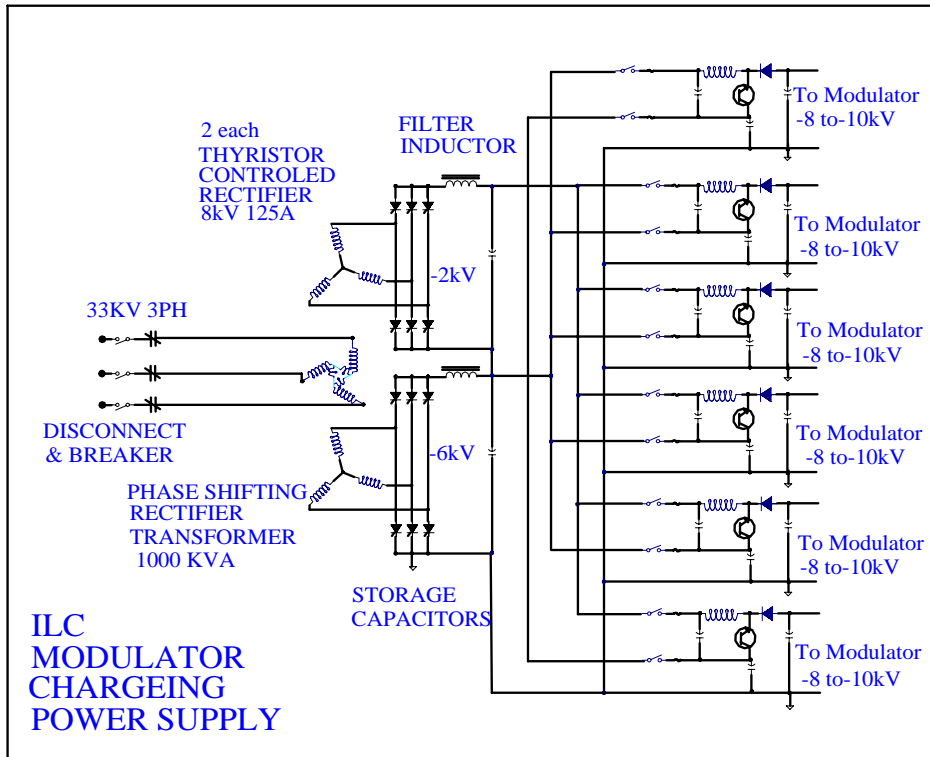 2 each
THYRISTOR
CONTROLED
RECTIFIER
8kV 125A
FILTER
INDUCTOR
-2kV
33KV 3PH
DISCONNECT
& BREAKER
-6kV
PHASE SHIFTING
RECTIFIER
TRANSFORMER
1000 KVA
STORAGE
CAPACITORS
To Modulator
-8 to-10kV
To Modulator
-8 to-10kV
To Modulator
-8 to-10kV
To Modulator
-8 to-10kV
To Modulator
-8 to-10kV
To Modulator
-8 to-10kV
ILC
MODULATOR
CHARGEING
POWER SUPPLY